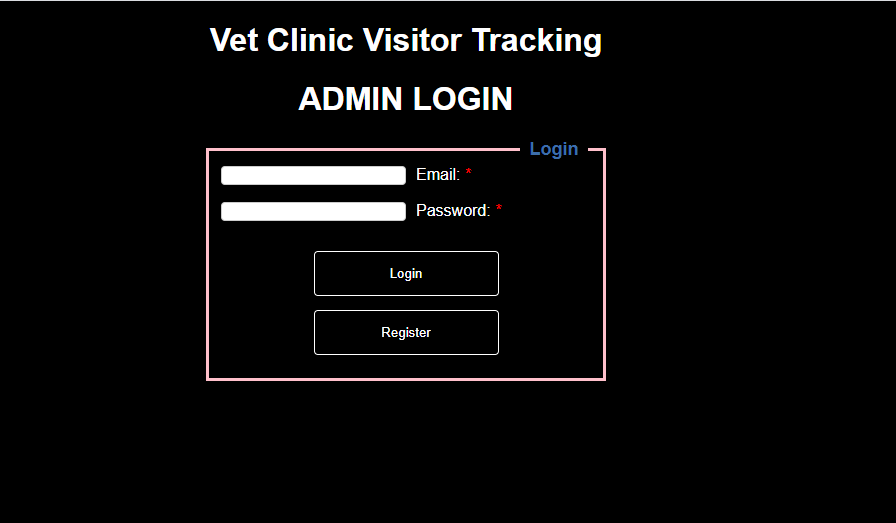 Vet Clinic Visitor Tracking
ADMIN LOGIN
Login
Email: *
Password: *
Login
Register